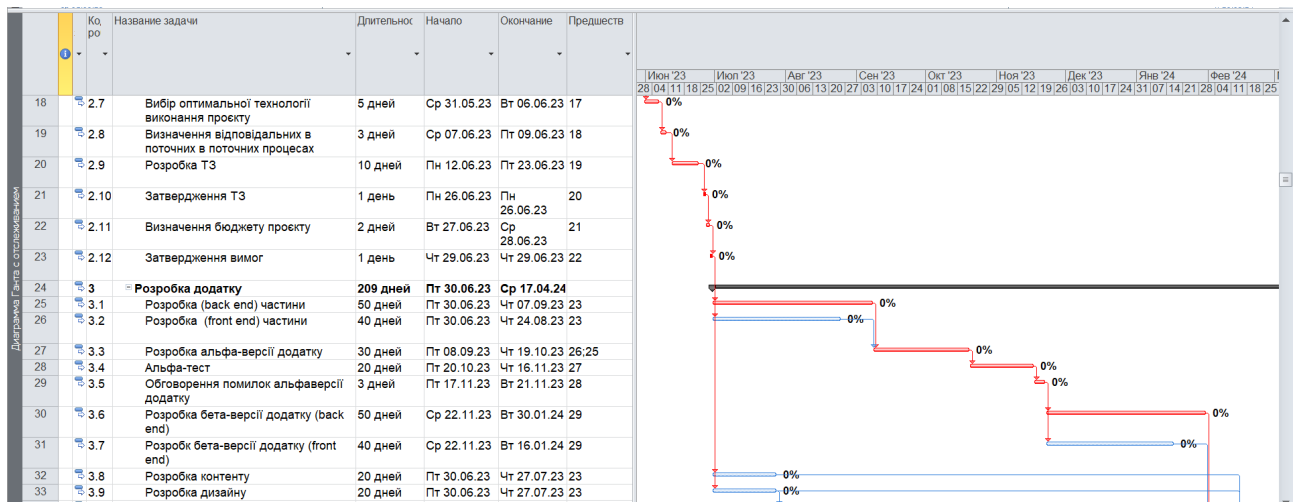 Ко, Название задачи Длительнос Начало Окончание Предшеств
ро
Июн '23 Июл '23 Авг '23 Сен '23 Окт '23 Ноя '23 Дек '23 Янв '24 Фев '24
28 04 11 18 25 02 09 16 23 30 06 13 20 27 03 10 17 24 01 08 15 22 29 05 12 19 26 03 10 17 24 31 07 14 21 28 04 11 18 25
18 2.7 Вибір оптимальної технології 5 дней Ср 31.05.23 Вт 06.06.23 17 0%
виконання проєкту
19 2.8 Визначення відповідальних в 3 дней Ср 07.06.23 Пт 09.06.23 18 0%
поточних в поточних процесах
20 2.9 Розробка ТЗ 10 дней Пн 12.06.23 Пт 23.06.23 19 0%
21 2.10 Затвердження ТЗ 1 день Пн 26.06.23 Пн 20 0%
26.06.23
22 2.11 Визначення бюджету проєкту 2 дней Вт 27.06.23 Ср 21 0%
28.06.23
23 2.12 Затвердження вимог 1 день Чт 29.06.23 Чт 29.06.23 22 0%
24 3 Розробка додатку 209 дней Пт 30.06.23 Ср 17.04.24
25 3.1 Розробка (back end) частини 50 дней Пт 30.06.23 Чт 07.09.23 23 0%
26 3.2 Розробка (front end) частини 40 дней Пт 30.06.23 Чт 24.08.23 23 0%
27 3.3 Розробка альфа-версії додатку 30 дней Пт 08.09.23 Чт 19.10.23 26;25 0%
28 3.4 Альфа-тест 20 дней Пт 20.10.23 Чт 16.11.23 27 0%
29 3.5 Обговорення помилок альфаверсії 3 дней Пт 17.11.23 Вт 21.11.23 28 0%
додатку
30 3.6 Розробка бета-версії додатку (back 50 дней Ср 22.11.23 Вт 30.01.24 29 0%
end)
31 3.7 Розробк бета-версії додатку (front 40 дней Ср 22.11.23 Вт 16.01.24 29 0%
end)
32 3.8 Розробка контенту 20 дней Пт 30.06.23 Чт 27.07.23 23 0%
33 3.9 Розробка дизайну 20 дней Пт 30.06.23 Чт 27.07.23 23 0%
Диаграмма Ганта с отслеживанием